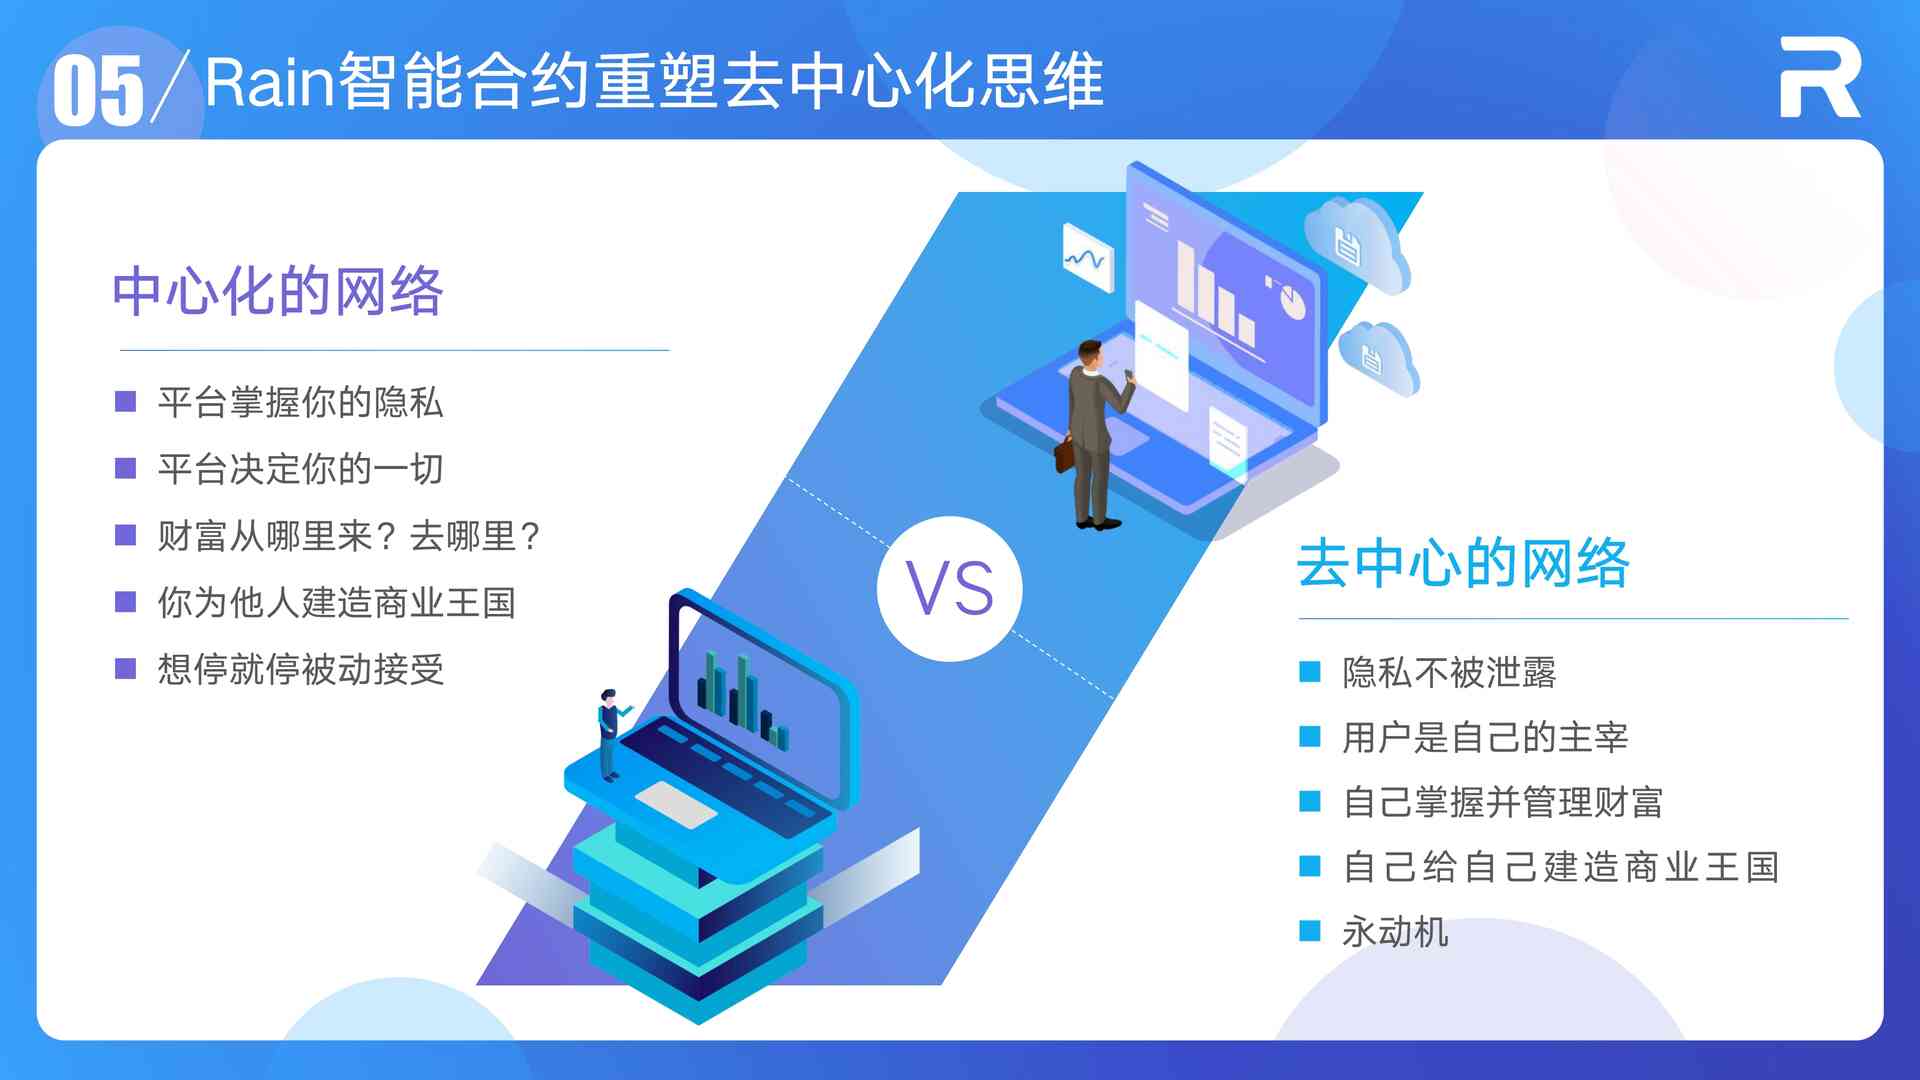 05/Rain智能合约重塑去中心化思维
中心化的网络
平台掌握你的隐私
平台决定你的一切
财富从哪里来？去哪里？
你为他人建造商业王国
想停就停被动接受
VS
去中心的网络
隐私不被泄露
用户是自己的主宰
自己掌握并管理财富
自己给自己建造商业王国
永动机